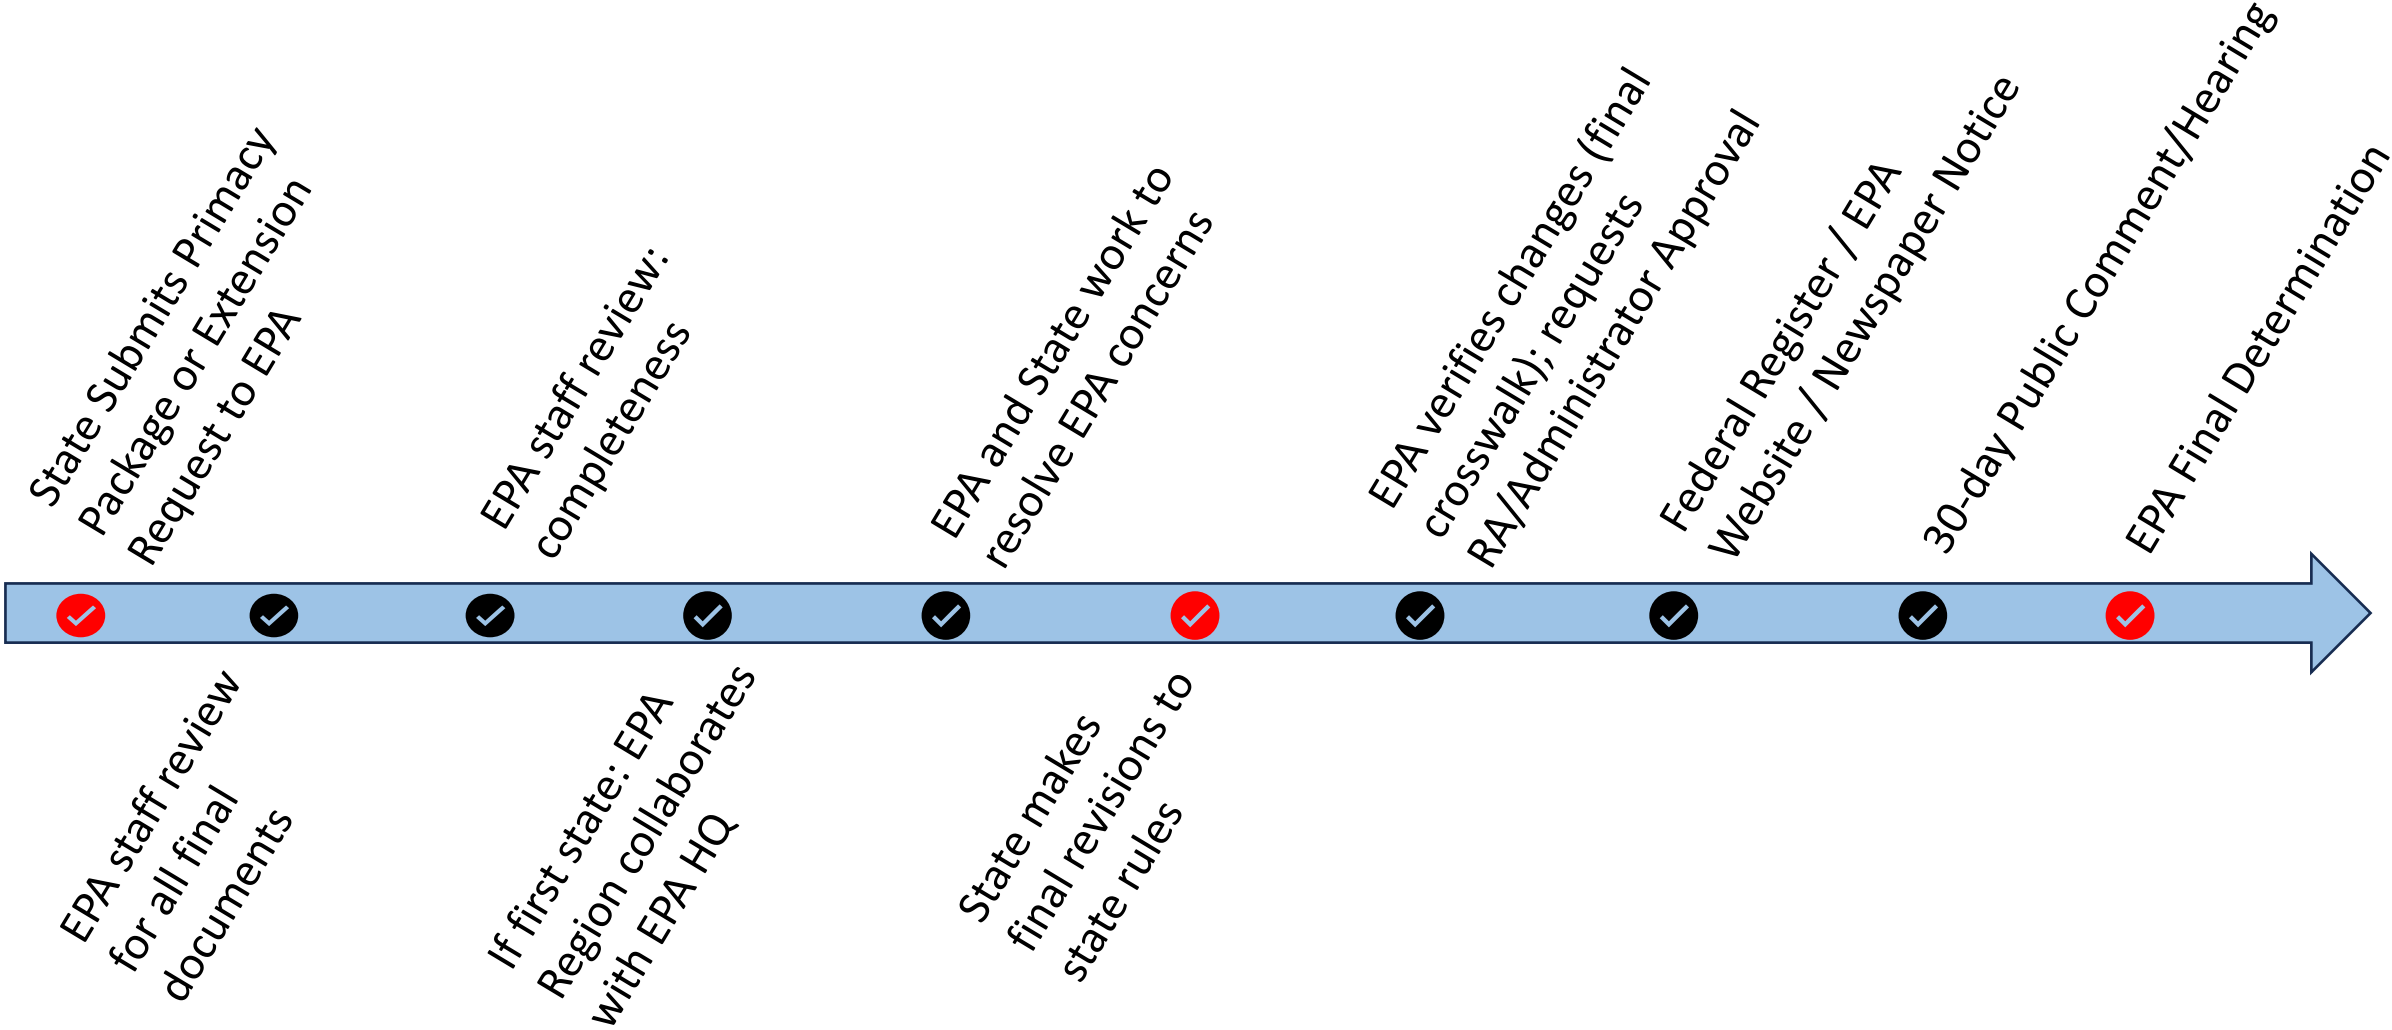 State Submits Primacy
Package or Extension
Request to EPA
EPA staff review
for all final
documents
EPA staff review:
completeness
If first state: EPA
Region collaborates
with EPA HQ
EPA and State work to
resolve EPA concerns
State makes
final revisions to
state rules
EPA verifies changes (final
crosswalk); requests
RA/Administrator Approval
Federal Register / EPA
Website / Newspaper Notice
30-day Public Comment/Hearing
EPA Final Determination